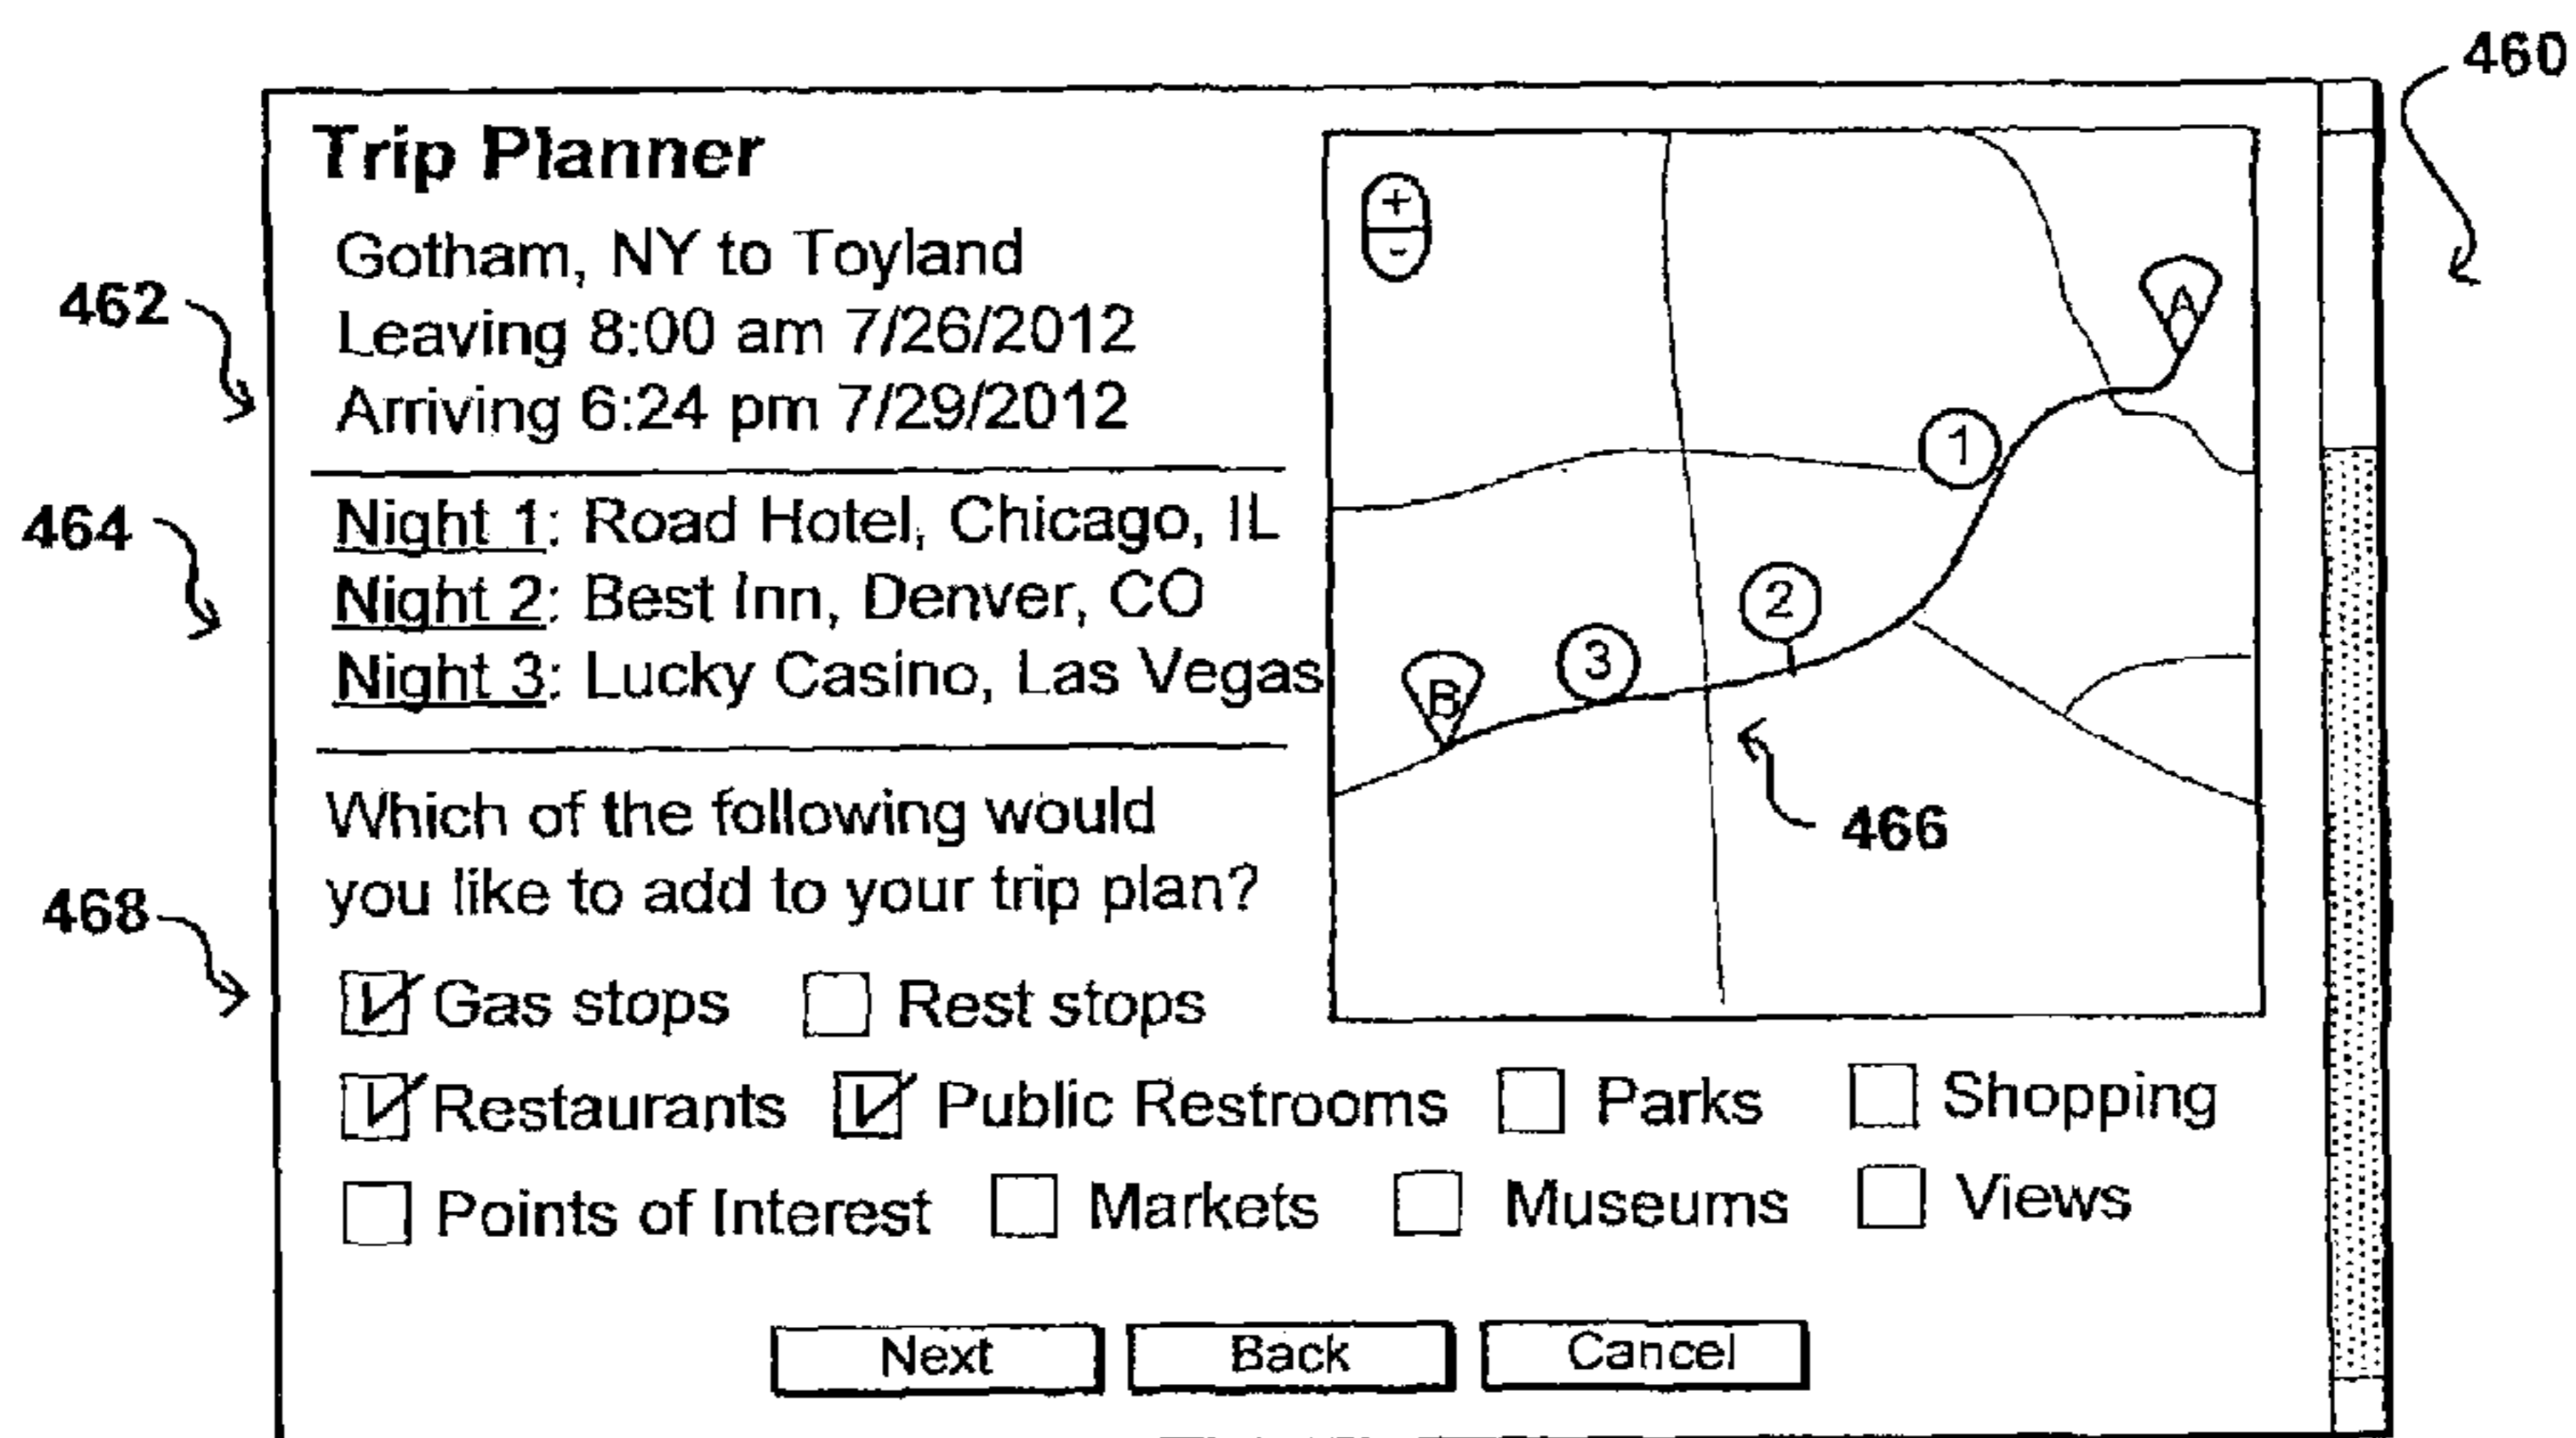 460
Trip Planner
Gotham, NY to Toyland
462
Leaving 8:00 am 7/26/2012
Arriving 6:24 pm 7/29/2012
464
Night 1: Road Hotel, Chicago, IL
Night 2: Best Inn, Denver, CO
Night 3: Lucky Casino, Las Vegas
+
-
A
1
2
3
B
466
Which of the following would
you like to add to your trip plan?
468
Gas stops Rest stops
Restaurants Public Restrooms Parks Shopping
Points of Interest Markets Museums Views
Next Back Cancel